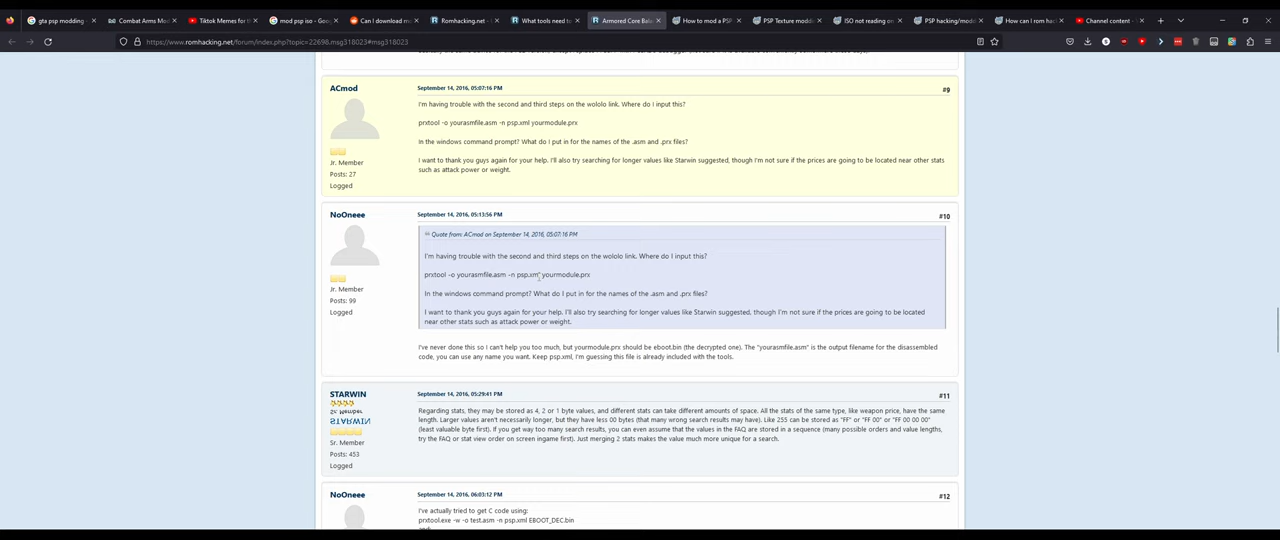 gta psp modding -
Combat Arms Mod
Tiktok Memes for th
mod psp iso - Goog
Can I download m
Romhacking.net -
What tools need to
Armored Core Bala
How to mod a PSP
PSP Texture moddi
ISO not reading on
PSP hacking/modi
How can I rom hac
Channel content -
https://www.romhacking.net/forum/index.php?topic=22698.msg318023#msg318023
ACmod
September 14, 2016, 05:07:16 PM
#9
I'm having trouble with the second and third steps on the wololo link. Where do I input this?
prxtool -o yourasmfile.asm -n psp.xml yourmodule.prx
In the windows command prompt? What do I put in for the names of the .asm and .prx files?
I want to thank you guys again for your help. I'll also try searching for longer values like Starwin suggested, though I'm not sure if the prices are going to be located near other stats
such as attack power or weight.
Jr. Member
Posts: 27
Logged
NoOneee
September 14, 2016, 05:13:56 PM
#10
Quote from: ACmod on September 14, 2016, 05:07:16 PM
I'm having trouble with the second and third steps on the wololo link. Where do I input this?
prxtool -o yourasmfile.asm -n psp.xml yourmodule.prx
In the windows command prompt? What do I put in for the names of the .asm and .prx files?
I want to thank you guys again for your help. I'll also try searching for longer values like Starwin suggested, though I'm not sure if the prices are going to be located
near other stats such as attack power or weight.
Jr. Member
Posts: 99
Logged
I've never done this so I can't help you too much, but yourmodule.prx should be eboot.bin (the decrypted one). The "yourasmfile.asm" is the output filename for the disassembled
code, you can use any name you want. Keep psp.xml, I'm guessing this file is already included with the tools.
STARWIN
September 14, 2016, 05:29:41 PM
#11
Sr. Member
STARWIN
Regarding stats, they may be stored as 4, 2 or 1 byte values, and different stats can take different amounts of space. All the stats of the same type, like weapon price, have the same
length. Larger values aren't necessarily longer, but they have less 00 bytes (that many wrong search results may have). Like 255 can be stored as "FF" or "FF 00" or "FF 00 00 00"
(least valuable byte first). If you get way too many search results, you can even assume that the values in the FAQ are stored in a sequence (many possible orders and value lengths,
try the FAQ or stat view order on screen ingame first). Just merging 2 stats makes the value much more unique for a search.
Sr. Member
Posts: 453
Logged
NoOneee
September 14, 2016, 06:03:12 PM
#12
I've actually tried to get C code using:
prxtool.exe -w -o test.asm -n psp.xml EBOOT_DEC.bin